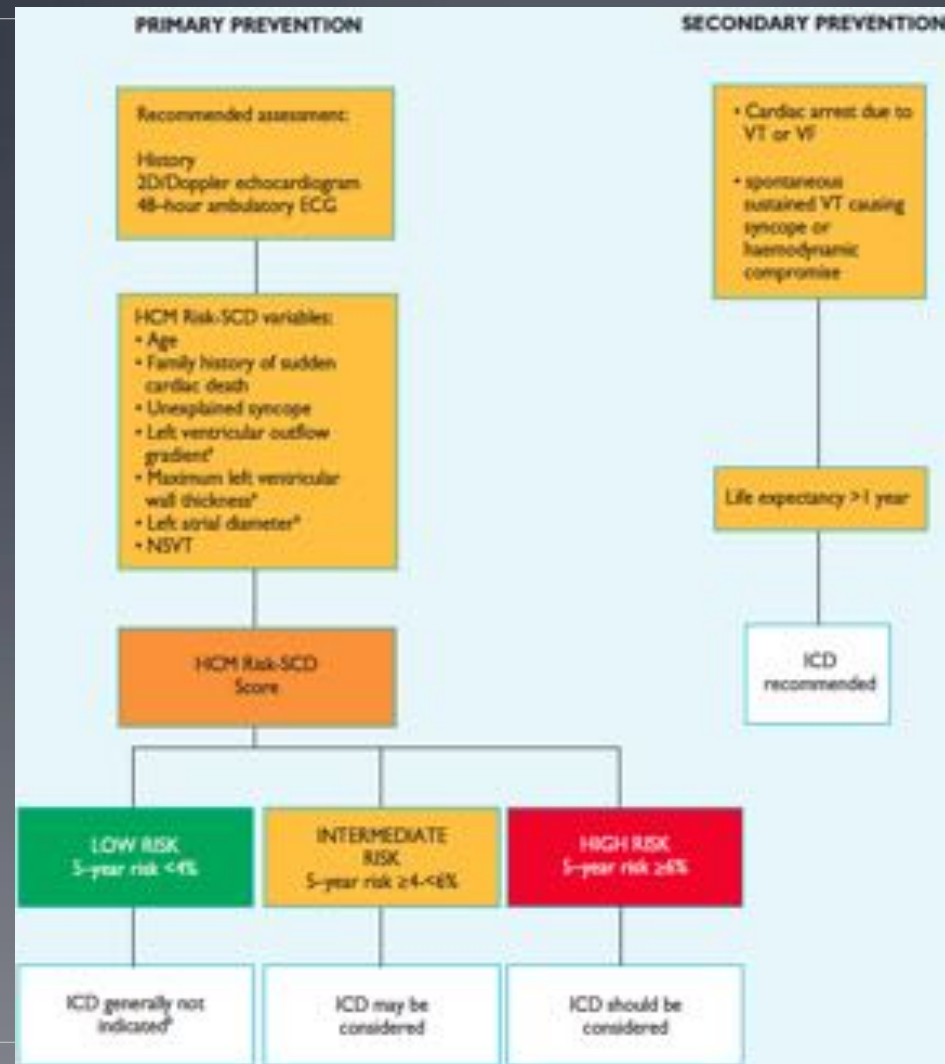 PRIMARY PREVENTION
Recommended assessment:
History
2D/Doppler echocardiogram
48–hour ambulatory ECG
HCM Risk-SCD variables:
• Age
• Family history of sudden
cardiac death
• Unexplained syncope
• Left ventricular outflow
gradientª
• Maximum left ventricular
wall thicknessª
• Left atrial diameterª
• NSVT
HCM Risk-SCD
Score
LOW RISK
5–year risk <4%
INTERMEDIATE
RISK
5–year risk ≥4-<6%
HIGH RISK
5–year risk ≥6%
ICD generally not
indicatedᵇ
ICD may be
considered
ICD should be
considered
SECONDARY PREVENTION
• Cardiac arrest due to
VT or VF
• spontaneous
sustained VT causing
syncope or
haemodynamic
compromise
Life expectancy >1 year
ICD
recommended